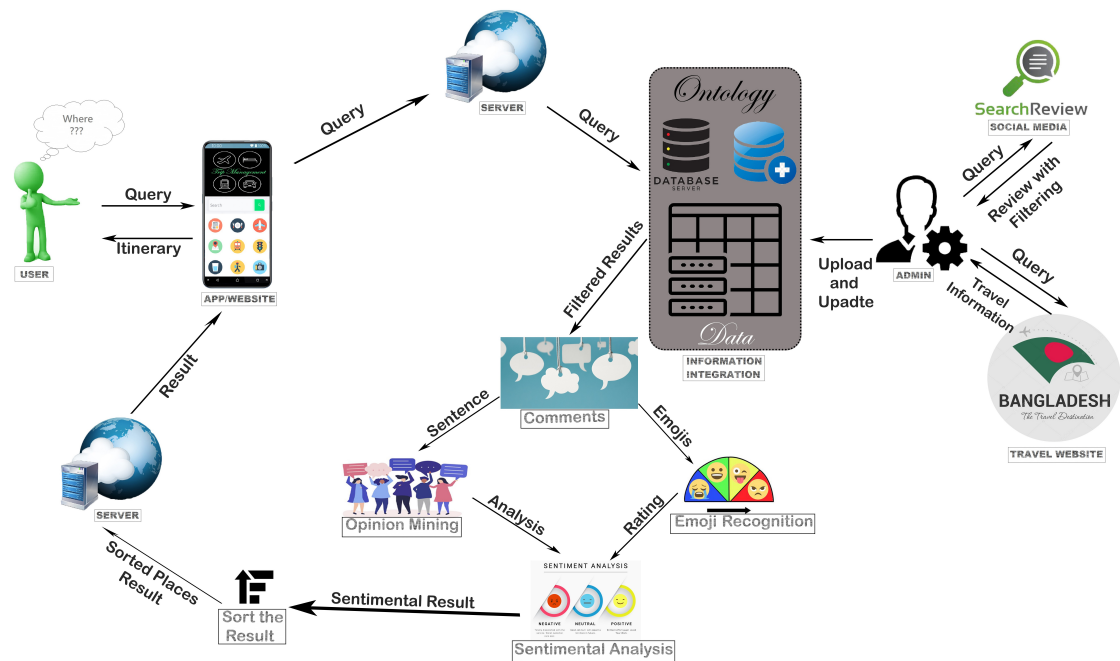 Where
???
USER
Query
Itinerary
Trip Management
Search
APP/WEBSITE
Query
SERVER
Query
Ontology
DATABASE
SERVER
Data
INFORMATION
INTEGRATION
SearchReview
SOCIAL MEDIA
Query
Review with
Filtering
ADMIN
Upload
and
Upadte
Query
Travel
Information
BANGLADESH
The Travel Destination
TRAVEL WEBSITE
Filtered Results
Comments
Sentence
Emojis
Opinion Mining
Emoji Recognition
Analysis
Rating
SENTIMENT ANALYSIS
NEGATIVE
NEUTRAL
POSITIVE
Sentimental Analysis
Sentimental Result
Sort the
Result
Sorted Places
Result
SERVER
Result